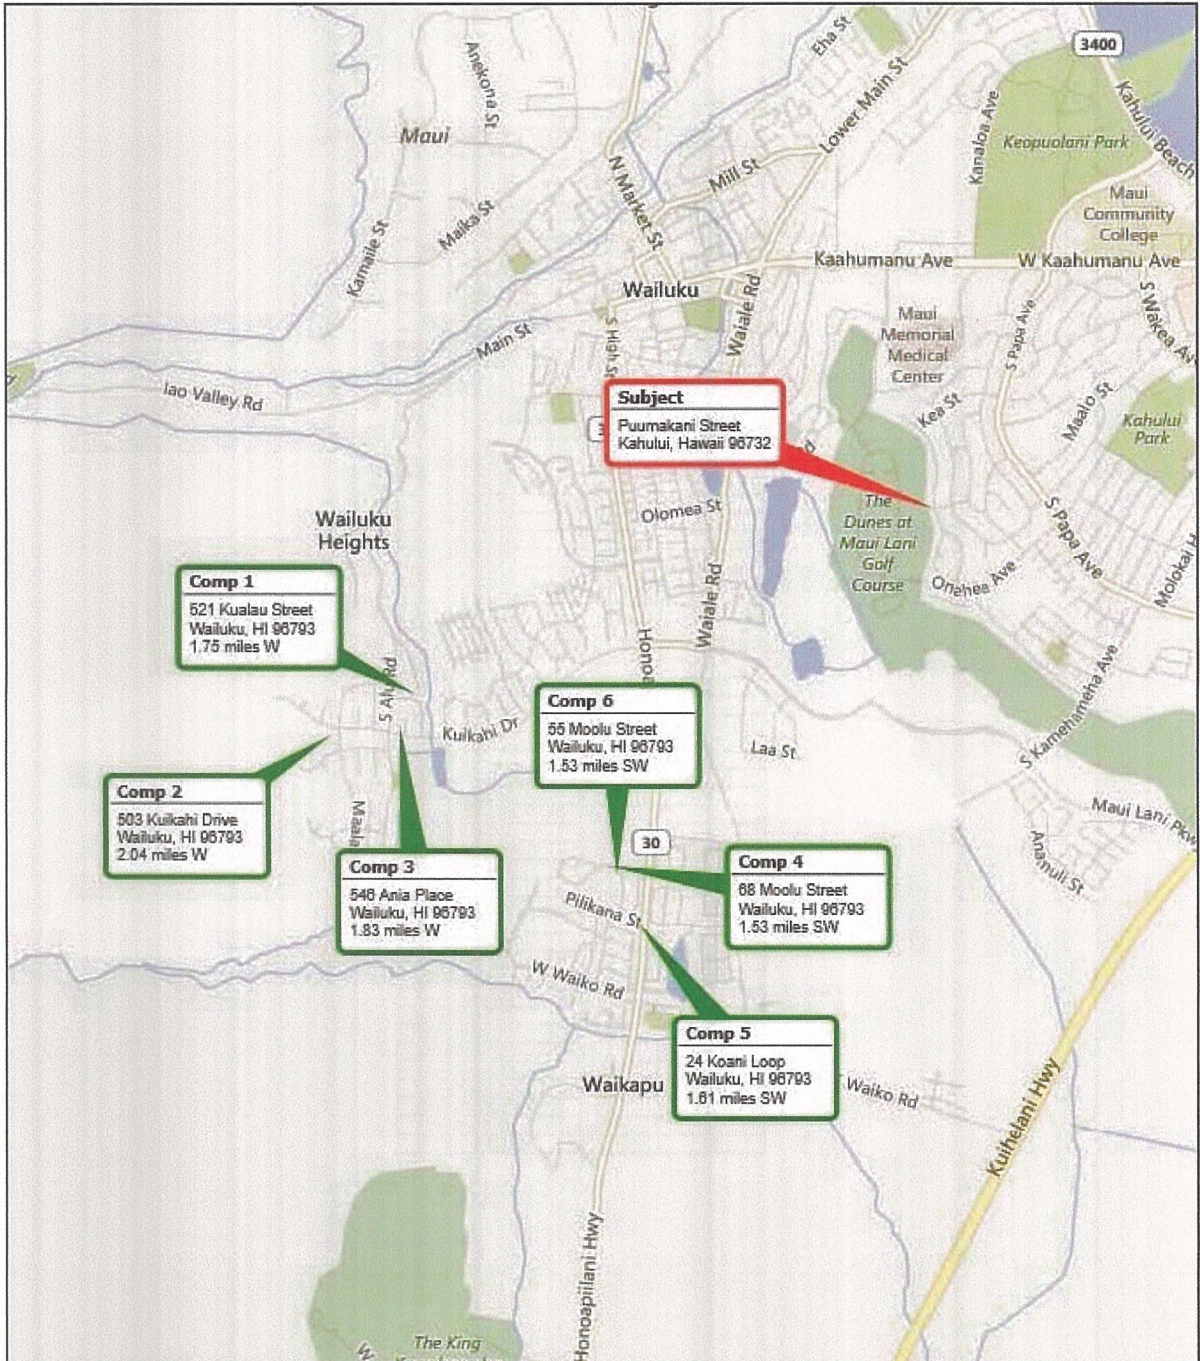 3400
Eha St
Anekona St
Lower Main St
Kahului Beach
Kanaloa Ave
Keopuolani Park
Maui
N Market St
Mill St
Maui
Community
College
Maika St
Kamaile St
Kaahumanu Ave
W Kaahumanu Ave
Wailuku
Waiale Rd
S Papa Ave
S Wakea Av
Maui
Memorial
Medical
Center
S High St
Main St
Iao Valley Rd
Subject
Puumakani Street
Kahului, Hawaii 96732
Kea St
Maalo St
Kahului
Park
Olomea St
The
Dunes at
Maui Lani
Golf
Course
S Papa Ave
Wailuku
Heights
Onehea Ave
Molokai H
Waiale Rd
Comp 1
521 Kualau Street
Wailuku, HI 96793
1.75 miles W
Honoa
S Alu Rd
Kuikahi Dr
Comp 6
55 Moolu Street
Wailuku, HI 96793
1.53 miles SW
Laa St
S Kamehameha Ave
Comp 2
503 Kuikahi Drive
Wailuku, HI 96793
2.04 miles W
Maala
Maui Lani Pkw
30
Anamuli St
Comp 3
546 Ania Place
Wailuku, HI 96793
1.83 miles W
Comp 4
68 Moolu Street
Wailuku, HI 96793
1.53 miles SW
Pilikana St
W Waiko Rd
Comp 5
24 Koani Loop
Wailuku, HI 96793
1.61 miles SW
Waikapu
Waiko Rd
Kuihelani Hwy
Honoapiilani Hwy
The King